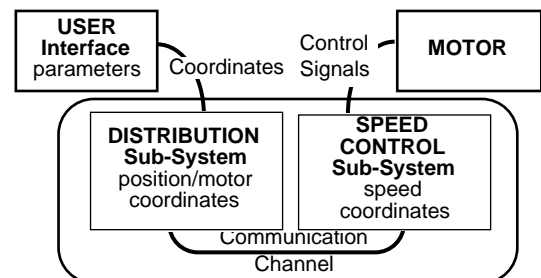 USER
Interface
parameters
Coordinates
Control
Signals
MOTOR
DISTRIBUTION
Sub-System
position/motor
coordinates
SPEED
CONTROL
Sub-System
speed
coordinates
Communication
Channel